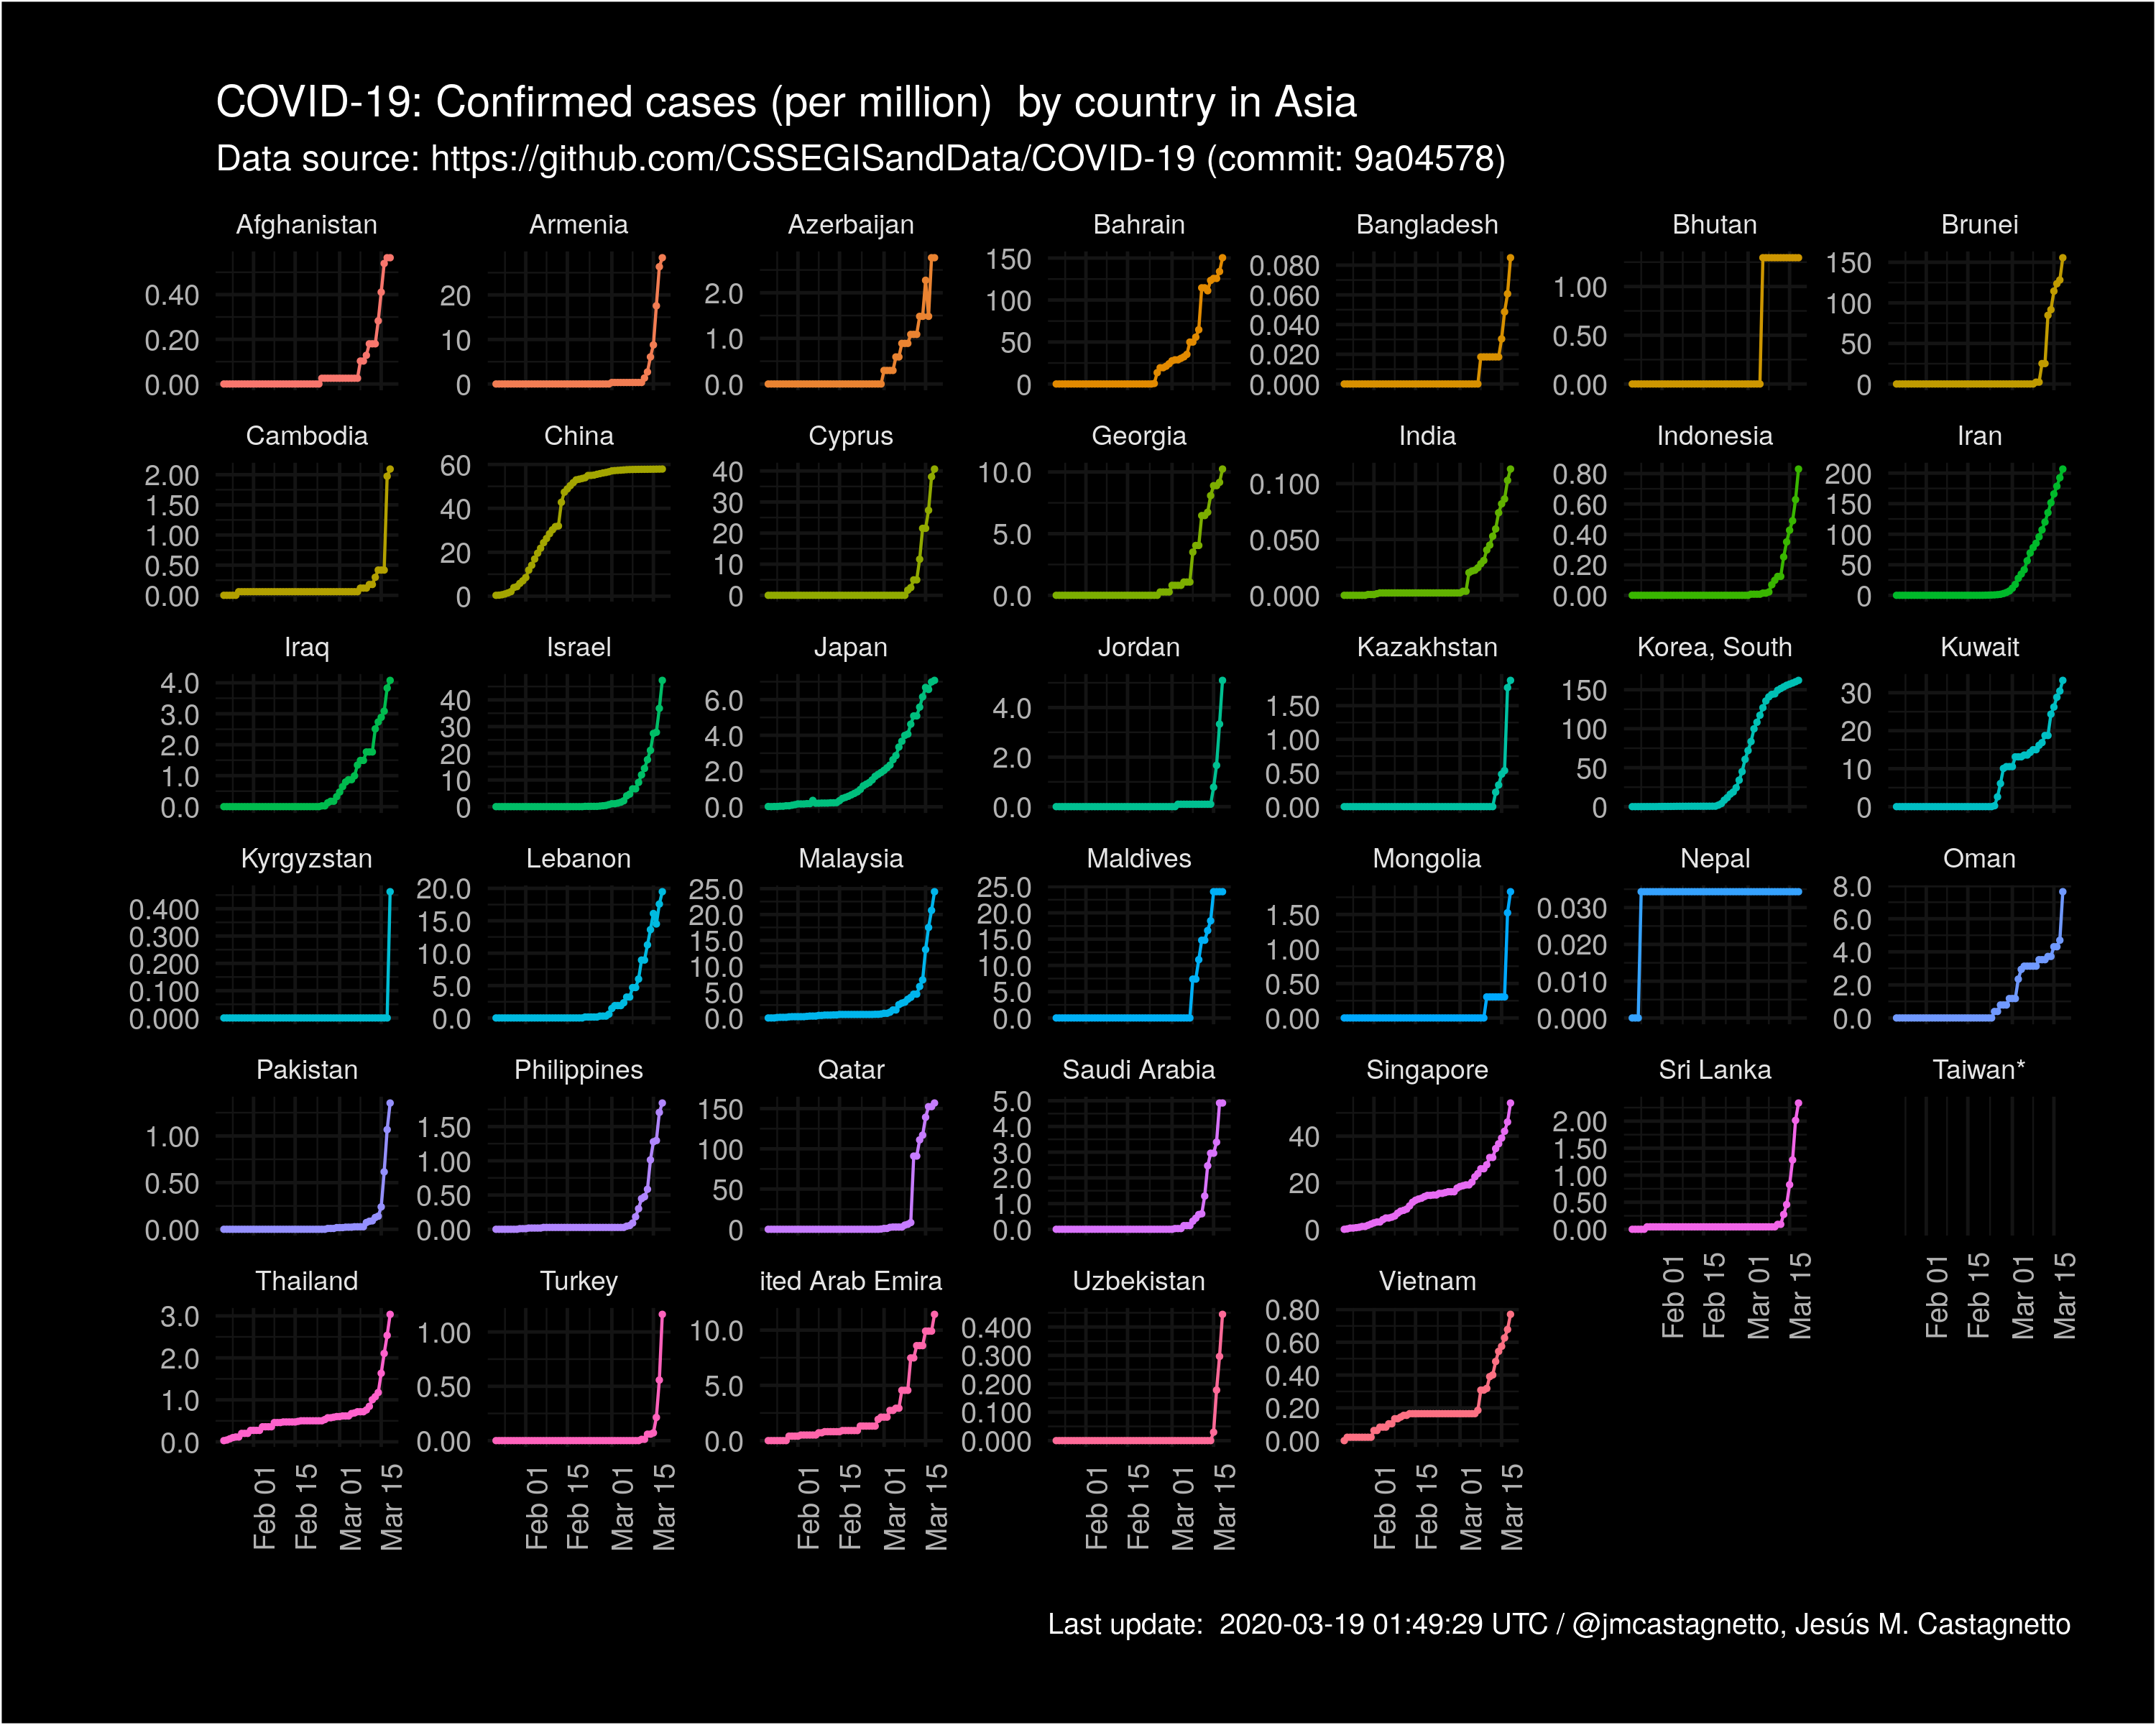 COVID-19: Confirmed cases (per million)  by country in Asia
Data source: https://github.com/CSSEGISandData/COVID-19 (commit: 9a04578)
Afghanistan
0.40
0.20
0.00
Armenia
20
10
0
Azerbaijan
2.0
1.0
0.0
Bahrain
150
100
50
0
Bangladesh
0.080
0.060
0.040
0.020
0.000
Bhutan
1.00
0.50
0.00
Brunei
150
100
50
0
Cambodia
2.00
1.50
1.00
0.50
0.00
China
60
40
20
0
Cyprus
40
30
20
10
0
Georgia
10.0
5.0
0.0
India
0.100
0.050
0.000
Indonesia
0.80
0.60
0.40
0.20
0.00
Iran
200
150
100
50
0
Iraq
4.0
3.0
2.0
1.0
0.0
Israel
40
30
20
10
0
Japan
6.0
4.0
2.0
0.0
Jordan
4.0
2.0
0.0
Kazakhstan
1.50
1.00
0.50
0.00
Korea, South
150
100
50
0
Kuwait
30
20
10
0
Kyrgyzstan
0.400
0.300
0.200
0.100
0.000
Lebanon
20.0
15.0
10.0
5.0
0.0
Malaysia
25.0
20.0
15.0
10.0
5.0
0.0
Maldives
25.0
20.0
15.0
10.0
5.0
0.0
Mongolia
1.50
1.00
0.50
0.00
Nepal
0.030
0.020
0.010
0.000
Oman
8.0
6.0
4.0
2.0
0.0
Pakistan
1.00
0.50
0.00
Philippines
1.50
1.00
0.50
0.00
Qatar
150
100
50
0
Saudi Arabia
5.0
4.0
3.0
2.0
1.0
0.0
Singapore
40
20
0
Sri Lanka
2.00
1.50
1.00
0.50
0.00
Feb 01
Feb 15
Mar 01
Mar 15
Taiwan*
Feb 01
Feb 15
Mar 01
Mar 15
Thailand
3.0
2.0
1.0
0.0
Feb 01
Feb 15
Mar 01
Mar 15
Turkey
1.00
0.50
0.00
Feb 01
Feb 15
Mar 01
Mar 15
ited Arab Emira
10.0
5.0
0.0
Feb 01
Feb 15
Mar 01
Mar 15
Uzbekistan
0.400
0.300
0.200
0.100
0.000
Feb 01
Feb 15
Mar 01
Mar 15
Vietnam
0.80
0.60
0.40
0.20
0.00
Feb 01
Feb 15
Mar 01
Mar 15
Last update:  2020-03-19 01:49:29 UTC / @jmcastagnetto, Jesús M. Castagnetto